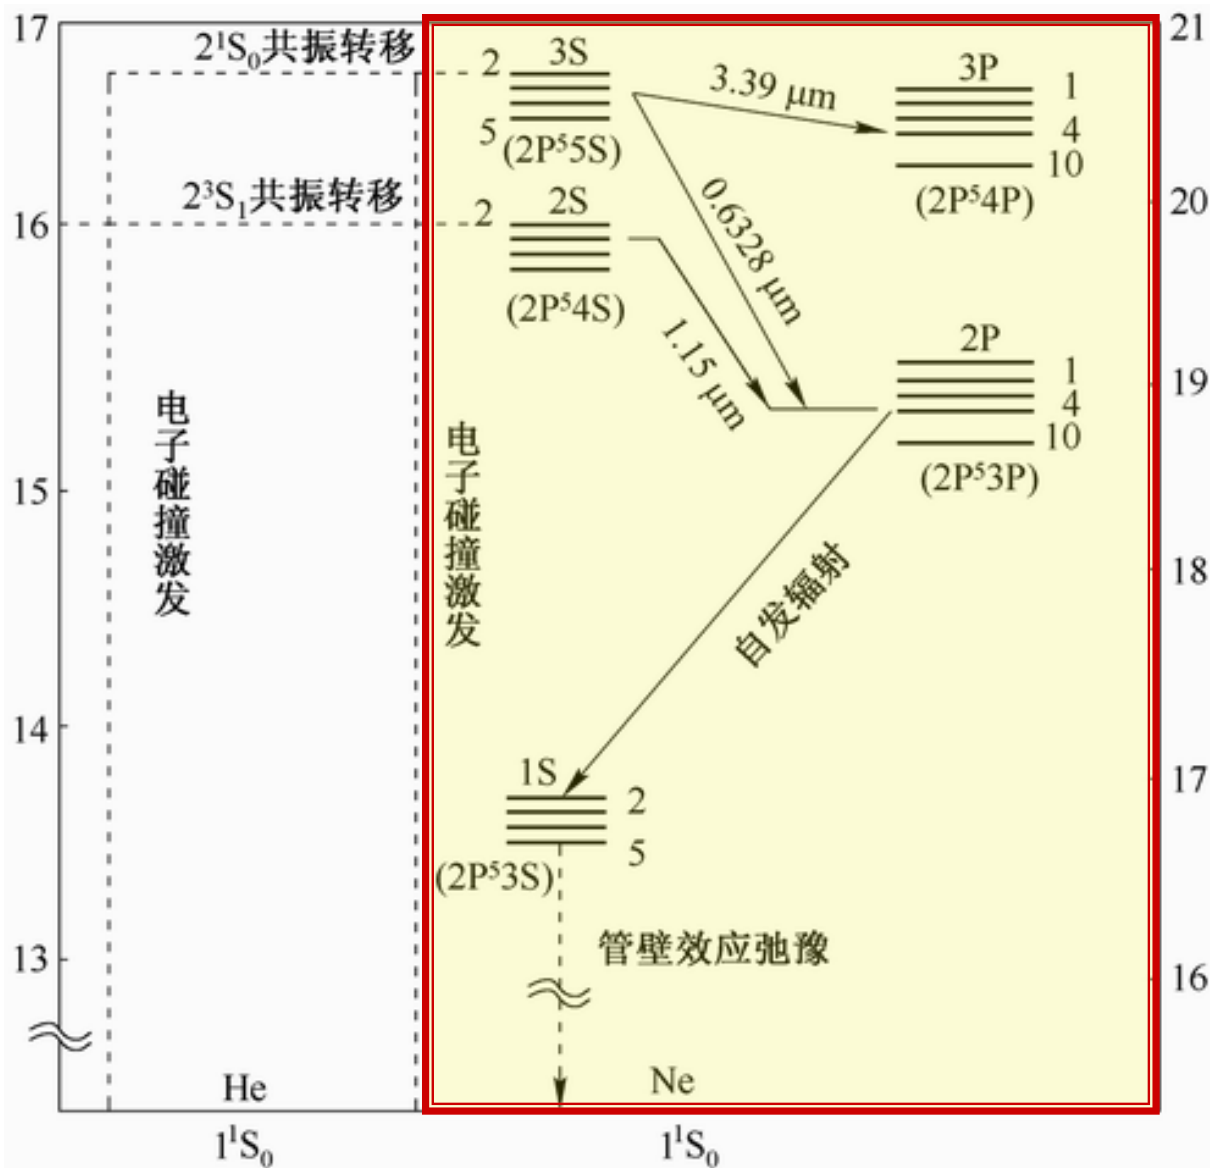 17
21
2¹S₀共振转移
2
3S
3.39 μm
3P
1
4
10
5
(2P⁵5S)
(2P⁵4P)
2³S₁共振转移
16
2
2S
0.6328 μm
20
(2P⁵4S)
1.15 μm
2P
1
4
10
19
(2P⁵3P)
电子碰撞激发
电子碰撞激发
15
18
自发辐射
14
1S
2
5
17
(2P⁵3S)
13
管壁效应弛豫
16
He
Ne
1¹S₀
1¹S₀